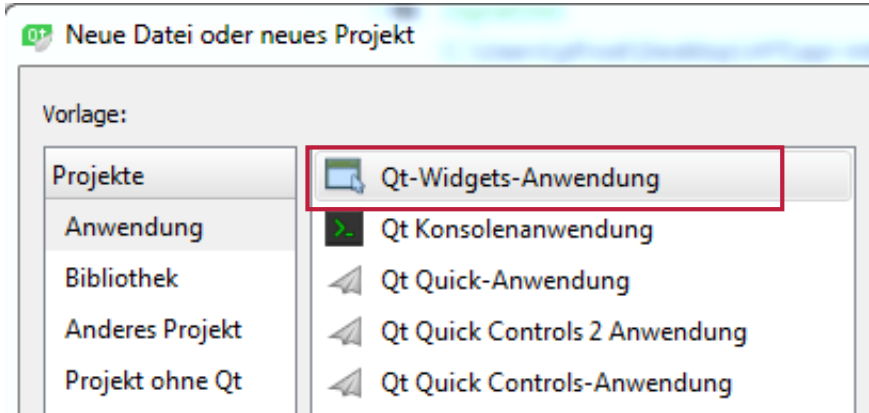 Qt Neue Datei oder neues Projekt
Vorlage:
Projekte
Anwendung
Bibliothek
Anderes Projekt
Projekt ohne Qt
Qt-Widgets-Anwendung
>_ Qt Konsolenanwendung
Qt Quick-Anwendung
Qt Quick Controls 2 Anwendung
Qt Quick Controls-Anwendung